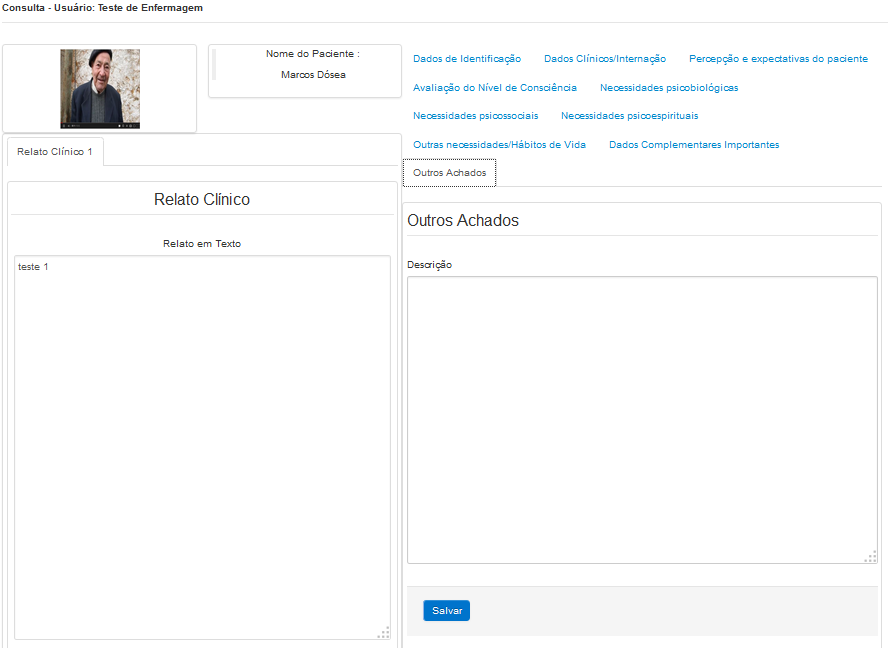 Consulta - Usuário: Teste de Enfermagem
Nome do Paciente :
Marcos Dósea
Relato Clínico 1
Relato Clínico
Relato em Texto
teste 1
Dados de Identificação
Dados Clínicos/Internação
Percepção e expectativas do paciente
Avaliação do Nível de Consciência
Necessidades psicobiológicas
Necessidades psicossociais
Necessidades psicoespirituais
Outras necessidades/Hábitos de Vida
Dados Complementares Importantes
Outros Achados
Outros Achados
Descrição
Salvar